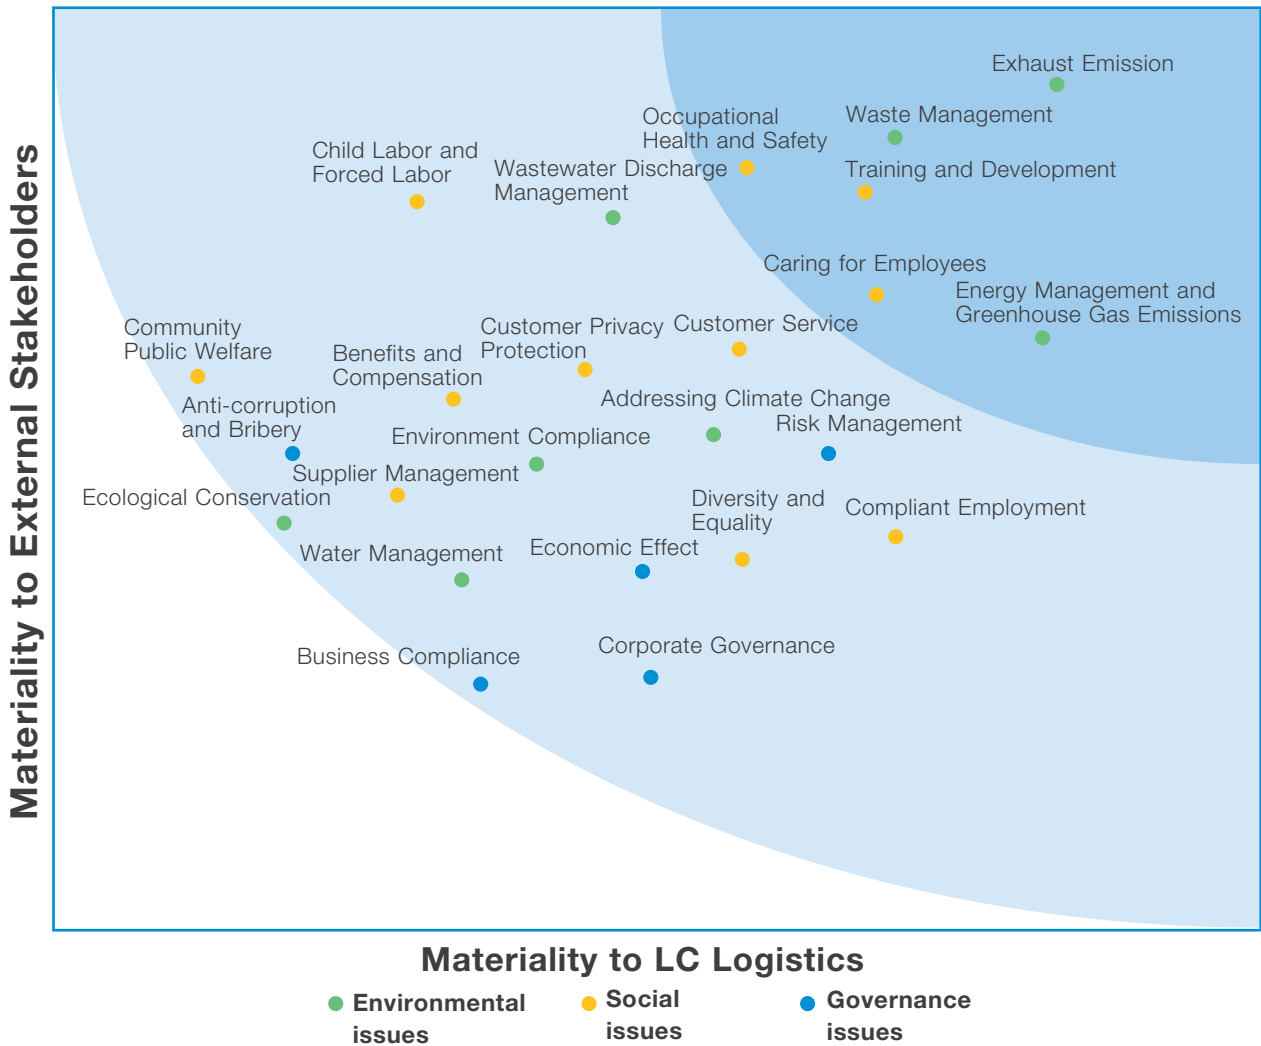 Materiality to External Stakeholders
Exhaust Emission
Occupational
Health and Safety
Waste Management
Child Labor and
Forced Labor
Wastewater Discharge
Management
Training and Development
Caring for Employees
Energy Management and
Greenhouse Gas Emissions
Community
Public Welfare
Benefits and
Compensation
Customer Privacy
Protection
Customer Service
Addressing Climate Change
Anti-corruption
and Bribery
Environment Compliance
Risk Management
Supplier Management
Ecological Conservation
Diversity and
Equality
Compliant Employment
Water Management
Economic Effect
Business Compliance
Corporate Governance
Materiality to LC Logistics
Environmental
issues
Social
issues
Governance
issues